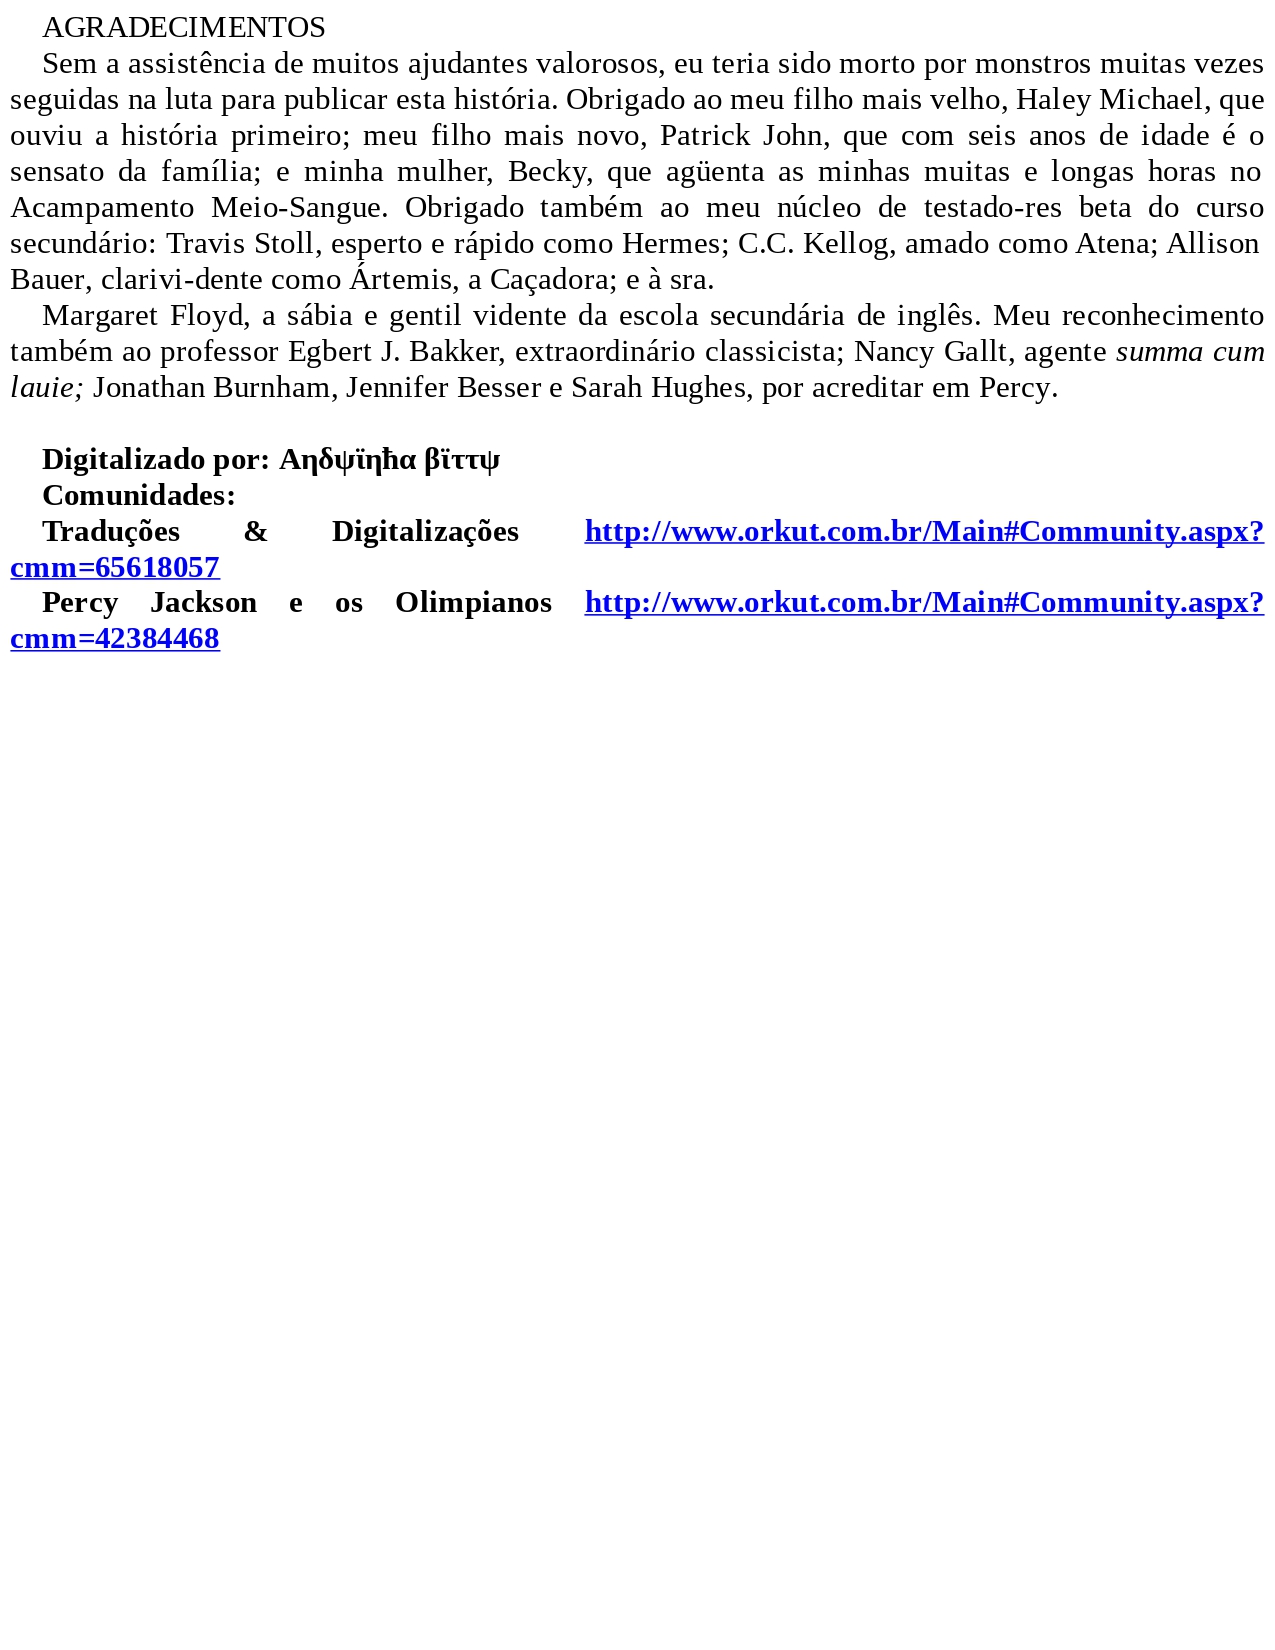 AGRADECIMENTOS
Sem a assistência de muitos ajudantes valorosos, eu teria sido morto por monstros muitas vezes
seguidas na luta para publicar esta história. Obrigado ao meu filho mais velho, Haley Michael, que
ouviu a história primeiro; meu filho mais novo, Patrick John, que com seis anos de idade é o
sensato da família; e minha mulher, Becky, que agüenta as minhas muitas e longas horas no
Acampamento Meio-Sangue. Obrigado também ao meu núcleo de testado-res beta do curso
secundário: Travis Stoll, esperto e rápido como Hermes; C.C. Kellog, amado como Atena; Allison
Bauer, clarivi-dente como Ártemis, a Caçadora; e à sra.
Margaret Floyd, a sábia e gentil vidente da escola secundária de inglês. Meu reconhecimento
também ao professor Egbert J. Bakker, extraordinário classicista; Nancy Gallt, agente summa cum
lauie; Jonathan Burnham, Jennifer Besser e Sarah Hughes, por acreditar em Percy.
Digitalizado por: Αηδψϊηħα βϊττψ
Comunidades:
Traduções & Digitalizações http://www.orkut.com.br/Main#Community.aspx?
cmm=65618057
Percy Jackson e os Olimpianos http://www.orkut.com.br/Main#Community.aspx?
cmm=42384468